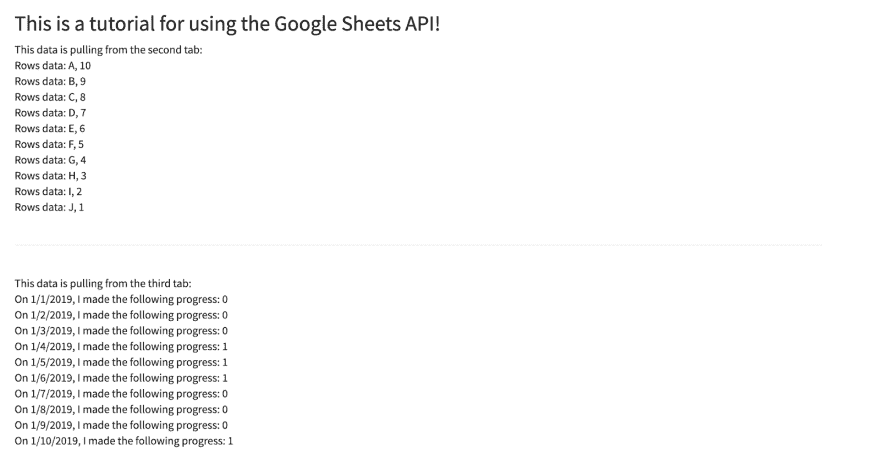 This is a tutorial for using the Google Sheets API!
This data is pulling from the second tab:
Rows data: A, 10
Rows data: B, 9
Rows data: C, 8
Rows data: D, 7
Rows data: E, 6
Rows data: F, 5
Rows data: G, 4
Rows data: H, 3
Rows data: I, 2
Rows data: J, 1
This data is pulling from the third tab:
On 1/1/2019, I made the following progress: 0
On 1/2/2019, I made the following progress: 0
On 1/3/2019, I made the following progress: 0
On 1/4/2019, I made the following progress: 1
On 1/5/2019, I made the following progress: 1
On 1/6/2019, I made the following progress: 1
On 1/7/2019, I made the following progress: 0
On 1/8/2019, I made the following progress: 0
On 1/9/2019, I made the following progress: 0
On 1/10/2019, I made the following progress: 1